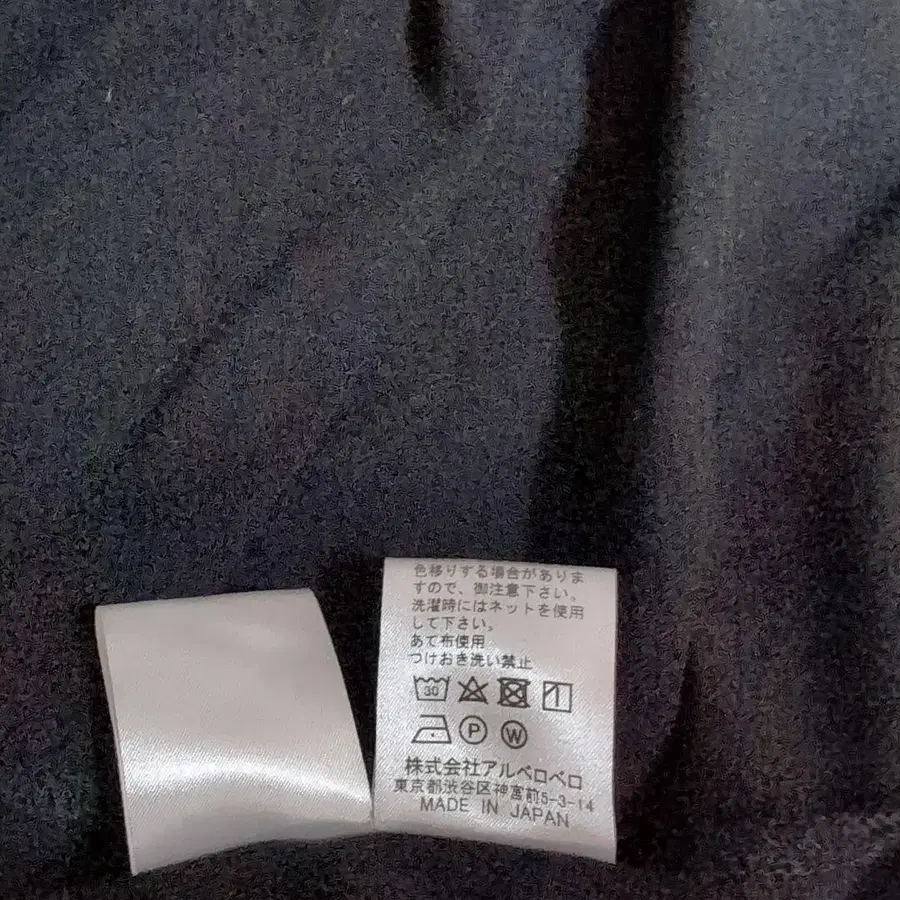 色移りする場合がありま
すので、御注意下さい。
洗濯時にはネットを使用
して下さい。
あて布使用
つけおき洗い禁止
30
P W
株式会社アルベロベロ
東京都渋谷区神宮前5-3-14
MADE IN JAPAN